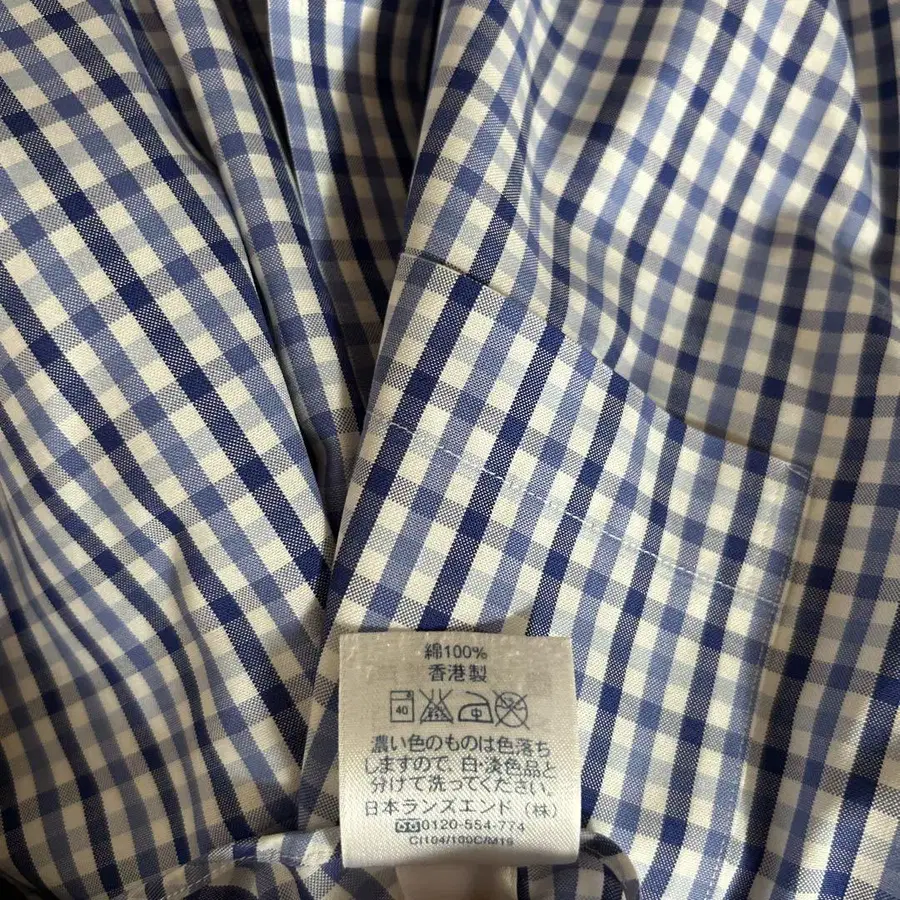 綿100%
香港製
40
濃い色のものは色落ち
しますので、白・淡色品と
分けて洗ってください。
日本ランズエンド（株）
0120-554-774
CI104/100C/M19